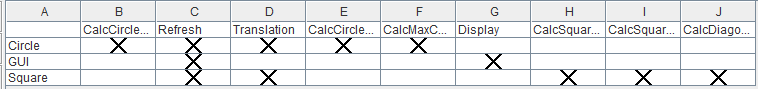 A B C D E F G H I J
CalcCircle... Refresh Translation CalcCircle... CalcMaxC... Display CalcSquar... CalcSquar... CalcDiago...
Circle
GUI
Square